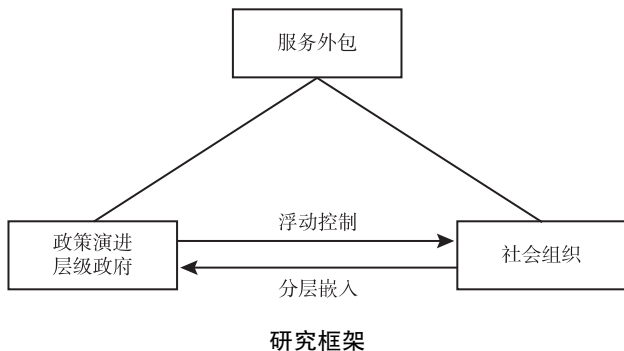 服务外包
浮动控制
政策演进
层级政府
社会组织
分层嵌入
研究框架